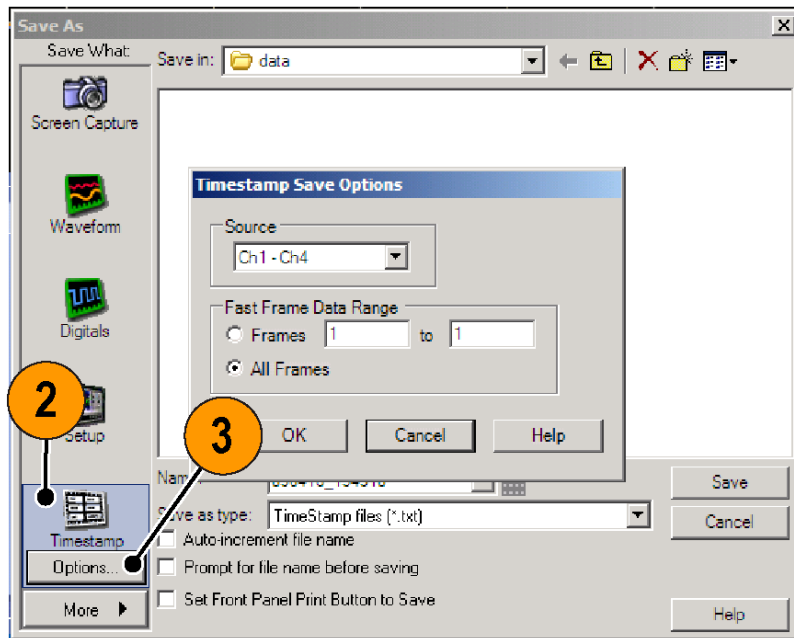 Save As
Save What:
Save in:
data
Screen Capture
Waveform
Digitals
Setup
Timestamp
Options...
More
Timestamp Save Options
Source
Ch1 - Ch4
Fast Frame Data Range
Frames 1 to 1
All Frames
OK Cancel Help
2
3
Save as type: TimeStamp files (*.txt)
Auto-increment file name
Prompt for file name before saving
Set Front Panel Print Button to Save
Save
Cancel
Help